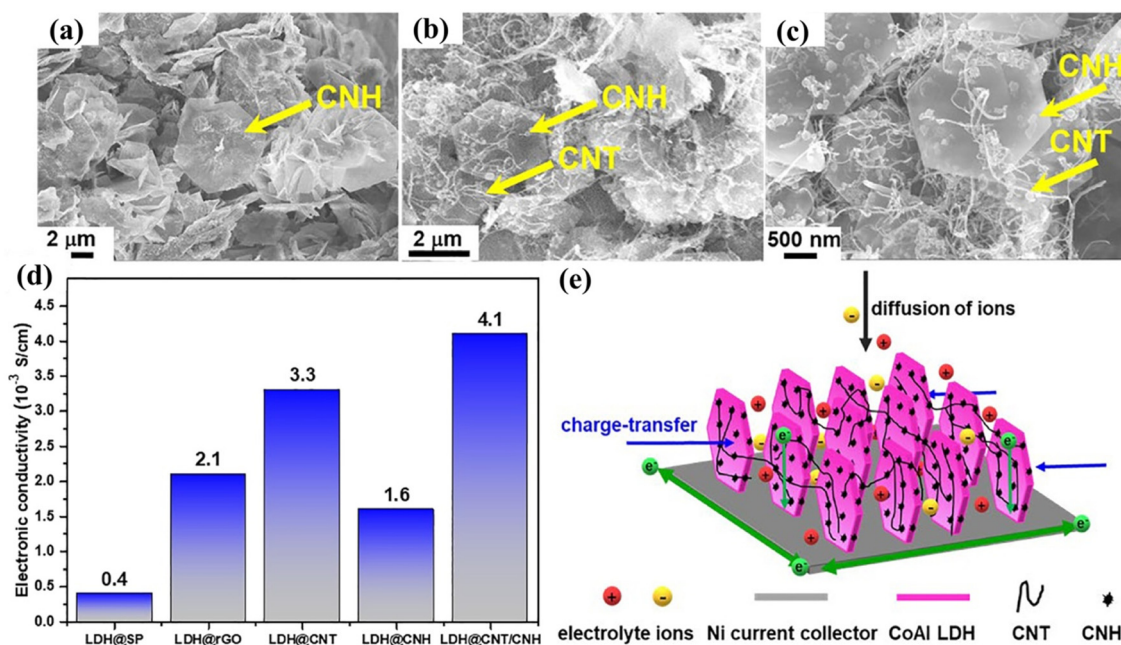 (a)
CNH
2 μm
(b)
CNH
CNT
2 μm
(c)
CNH
CNT
500 nm
(d)
Electronic conductivity (10⁻³ S/cm)
4.5
4.0
3.5
3.0
2.5
2.0
1.5
1.0
0.5
0.0
0.4
2.1
3.3
1.6
4.1
LDH@SP LDH@rGO LDH@CNT LDH@CNH LDH@CNT/CNH
(e)
diffusion of ions
charge-transfer
e⁻
e⁻
e⁻
e⁻
e⁻
electrolyte ions Ni current collector CoAl LDH CNT CNH